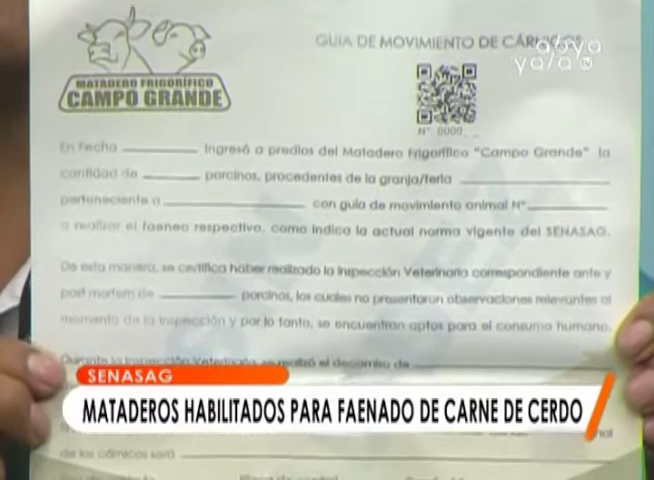 GUIA DE MOVIMIENTO DE CÁRNICOS
abya
yala
MATADERO FRIGORÍFICO
CAMPO GRANDE
N° 0000
En Fecha ingresó a predios del Matadero Frigorífico "Campo Grande" la
cantidad de porcinos, procedentes de la granja/feria
perteneciente a con guía de movimiento animal N°
a realizar el faeneo respectivo, como indica la actual norma vigente del SENASAG.
De esta manera, se certifica haber realizado la Inspección Veterinaria correspondiente ante y
post mortem de porcinos, los cuales no presentaron observaciones relevantes al
momento de la inspección y por lo tanto, se encuentran aptos para el consumo humano.
Durante la Inspección Veterinaria, se realizó el decomiso de
SENASAG
MATADEROS HABILITADOS PARA FAENADO DE CARNE DE CERDO
de los cárnicos será